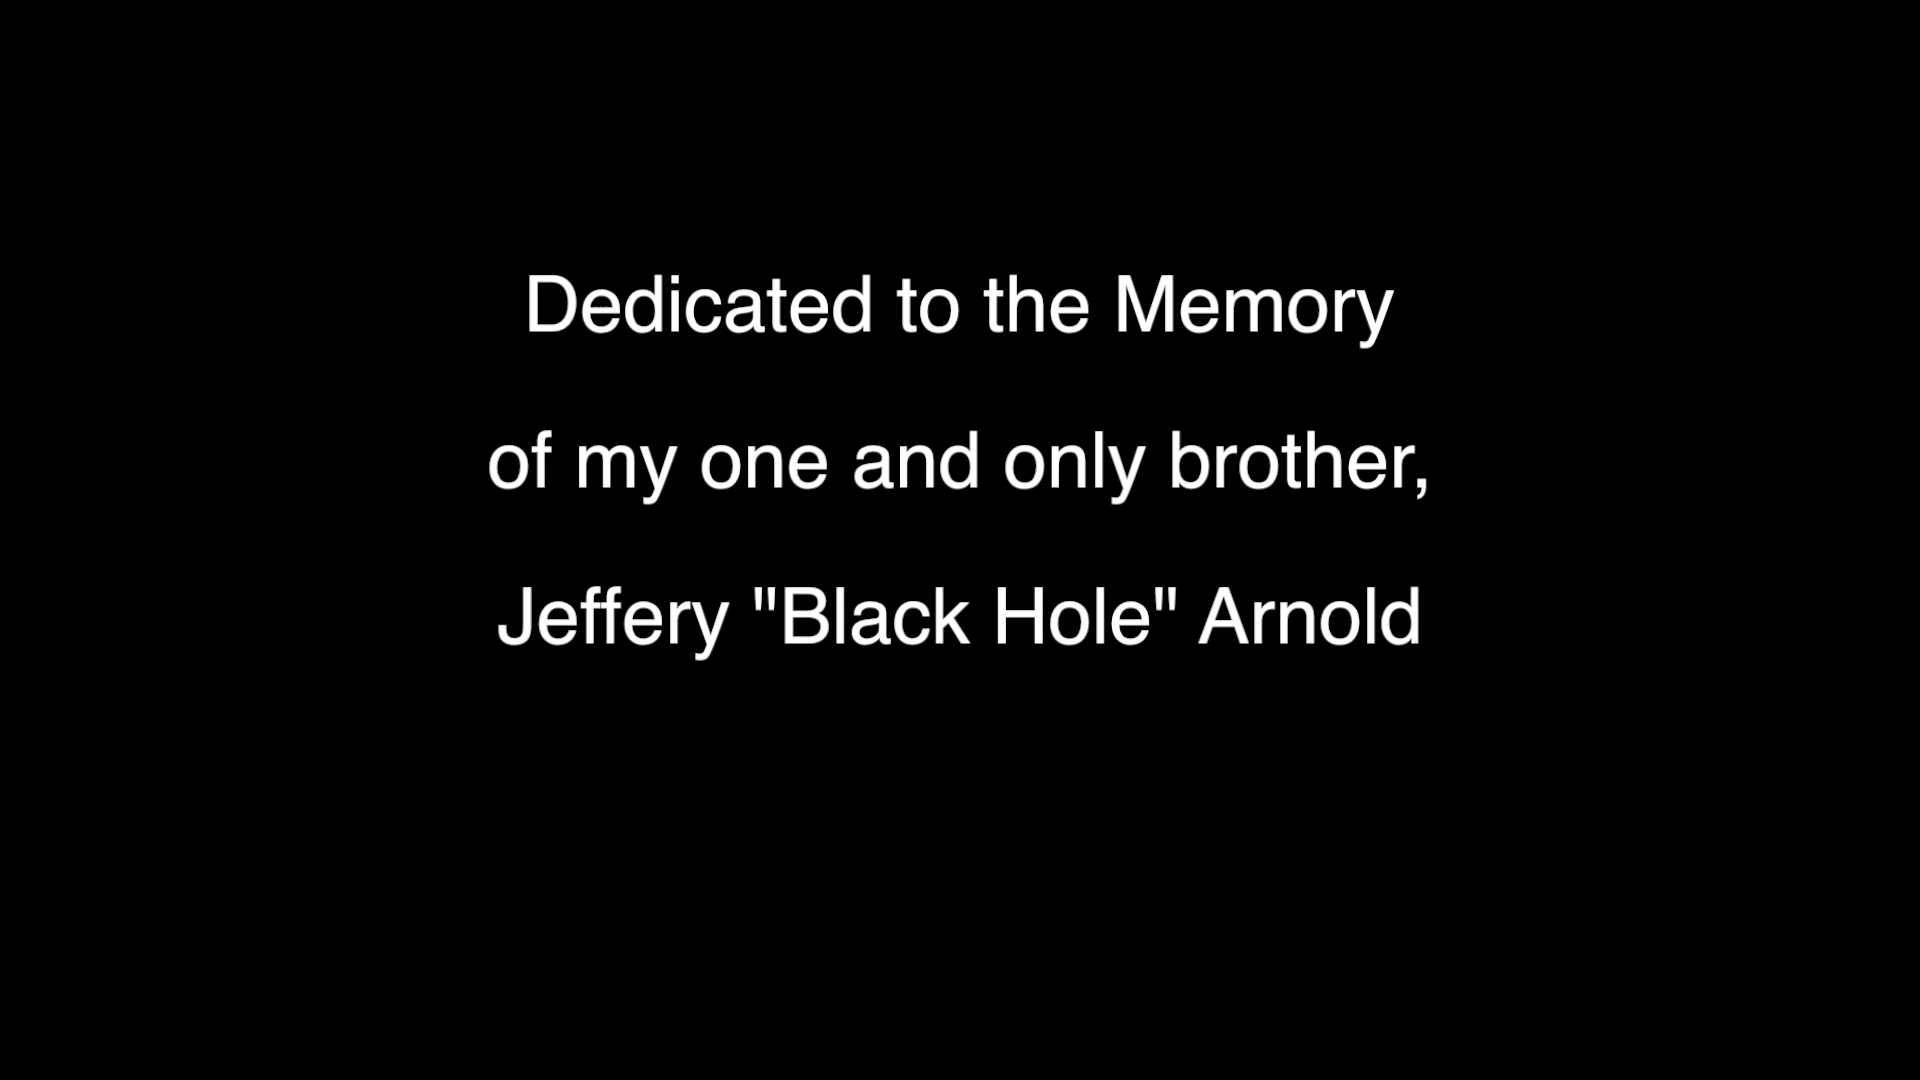 Dedicated to the Memory
of my one and only brother,
Jeffery "Black Hole" Arnold